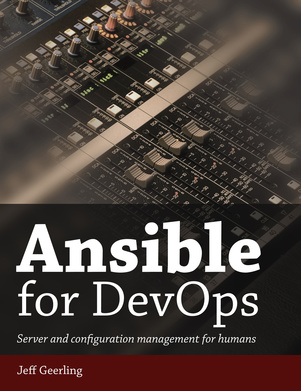 Ansible
for DevOps
Server and configuration management for humans
Jeff Geerling